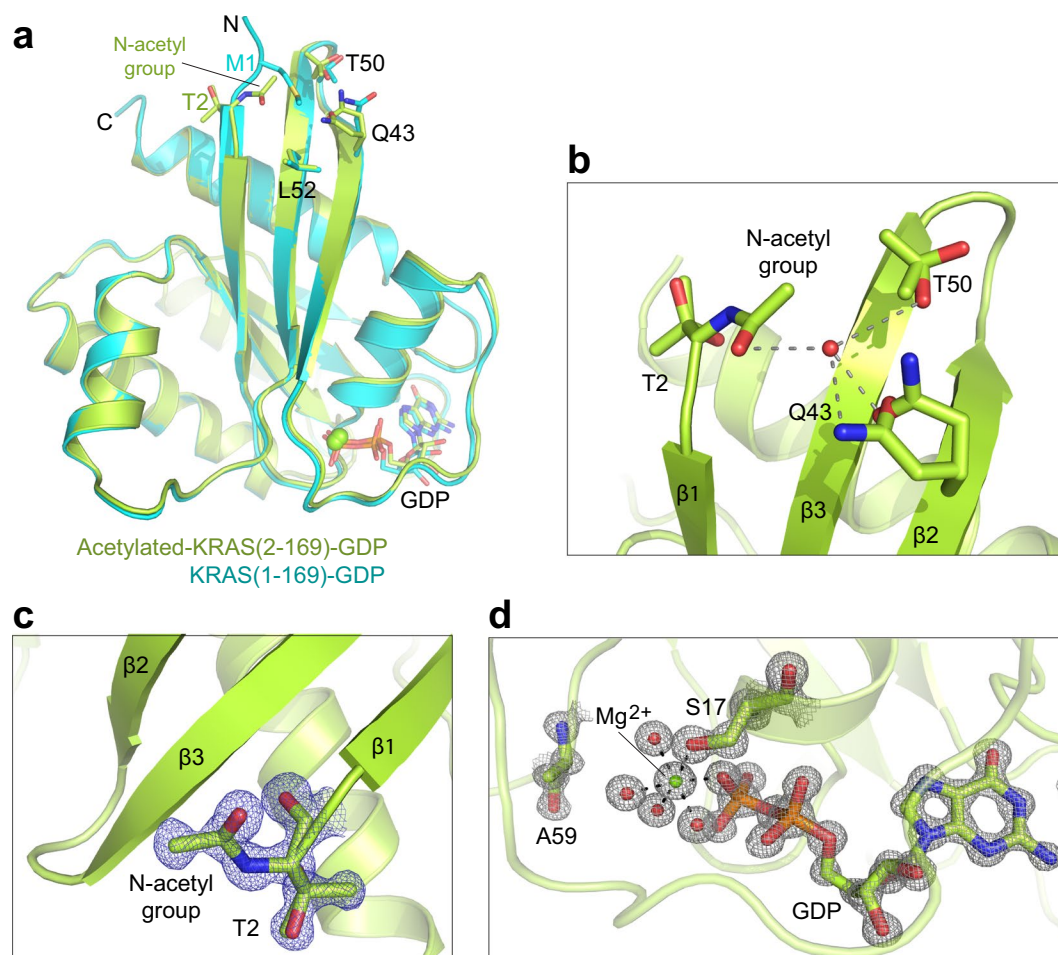 a
N
N-acetyl
group
M1
T50
T2
C
Q43
L52
GDP
Acetylated-KRAS(2-169)-GDP
KRAS(1-169)-GDP
b
N-acetyl
group
T50
T2
Q43
β1
β3
β2
c
β2
β3
β1
N-acetyl
group
T2
d
S17
Mg²⁺
A59
GDP